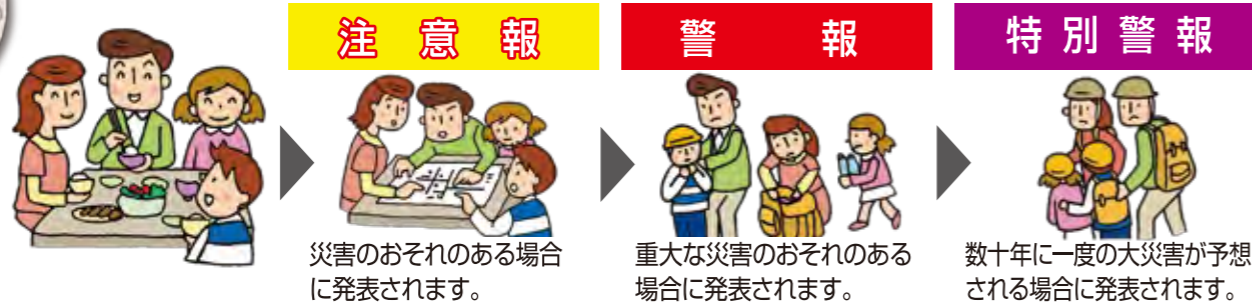 注意報
警報
特別警報
災害のおそれのある場合
に発表されます。
重大な災害のおそれのある
場合に発表されます。
数十年に一度の大災害が予想
される場合に発表されます。